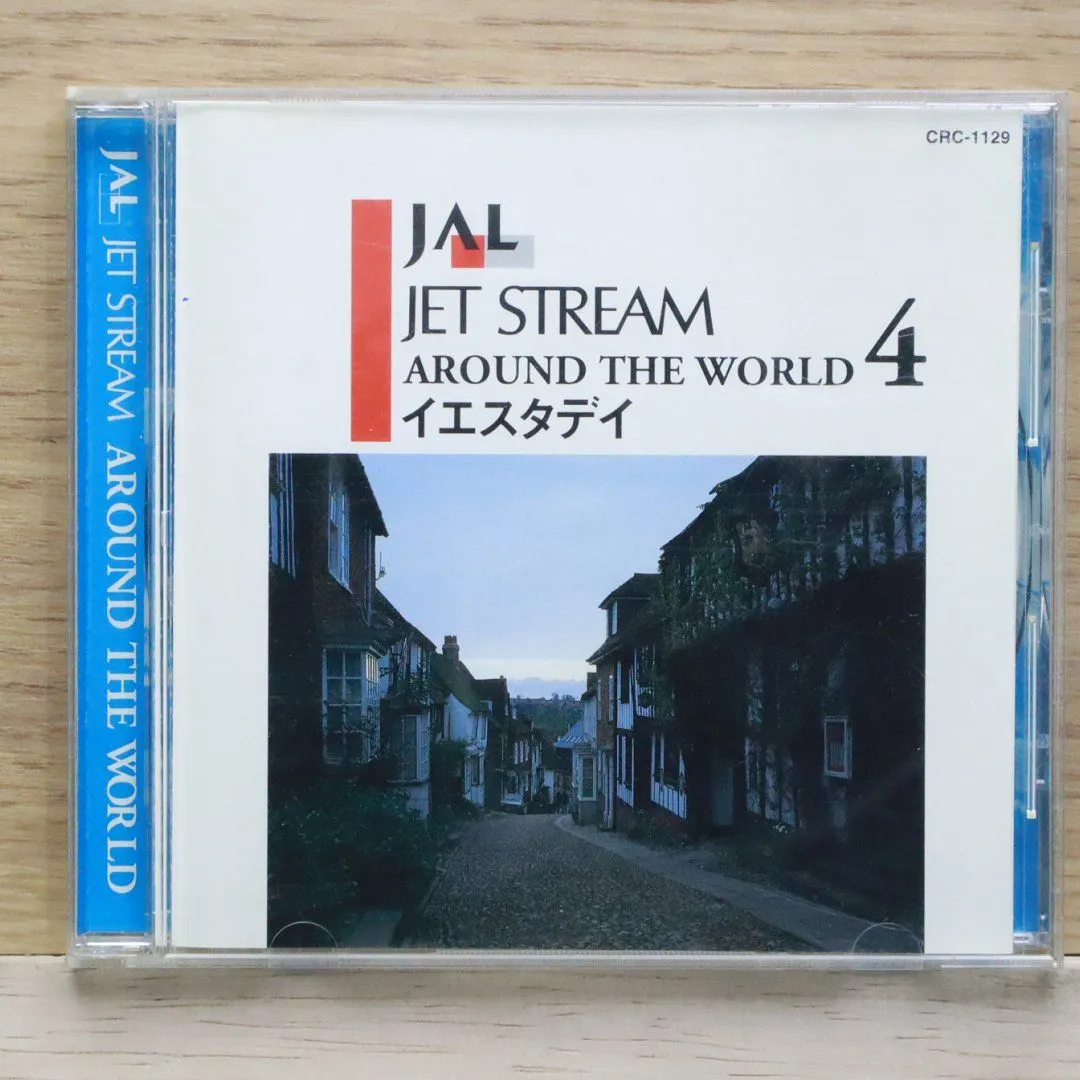 JAL JET STREAM AROUND THE WORLD
CRC-1129
JAL
JET STREAM
AROUND THE WORLD 4
イエスタデイ